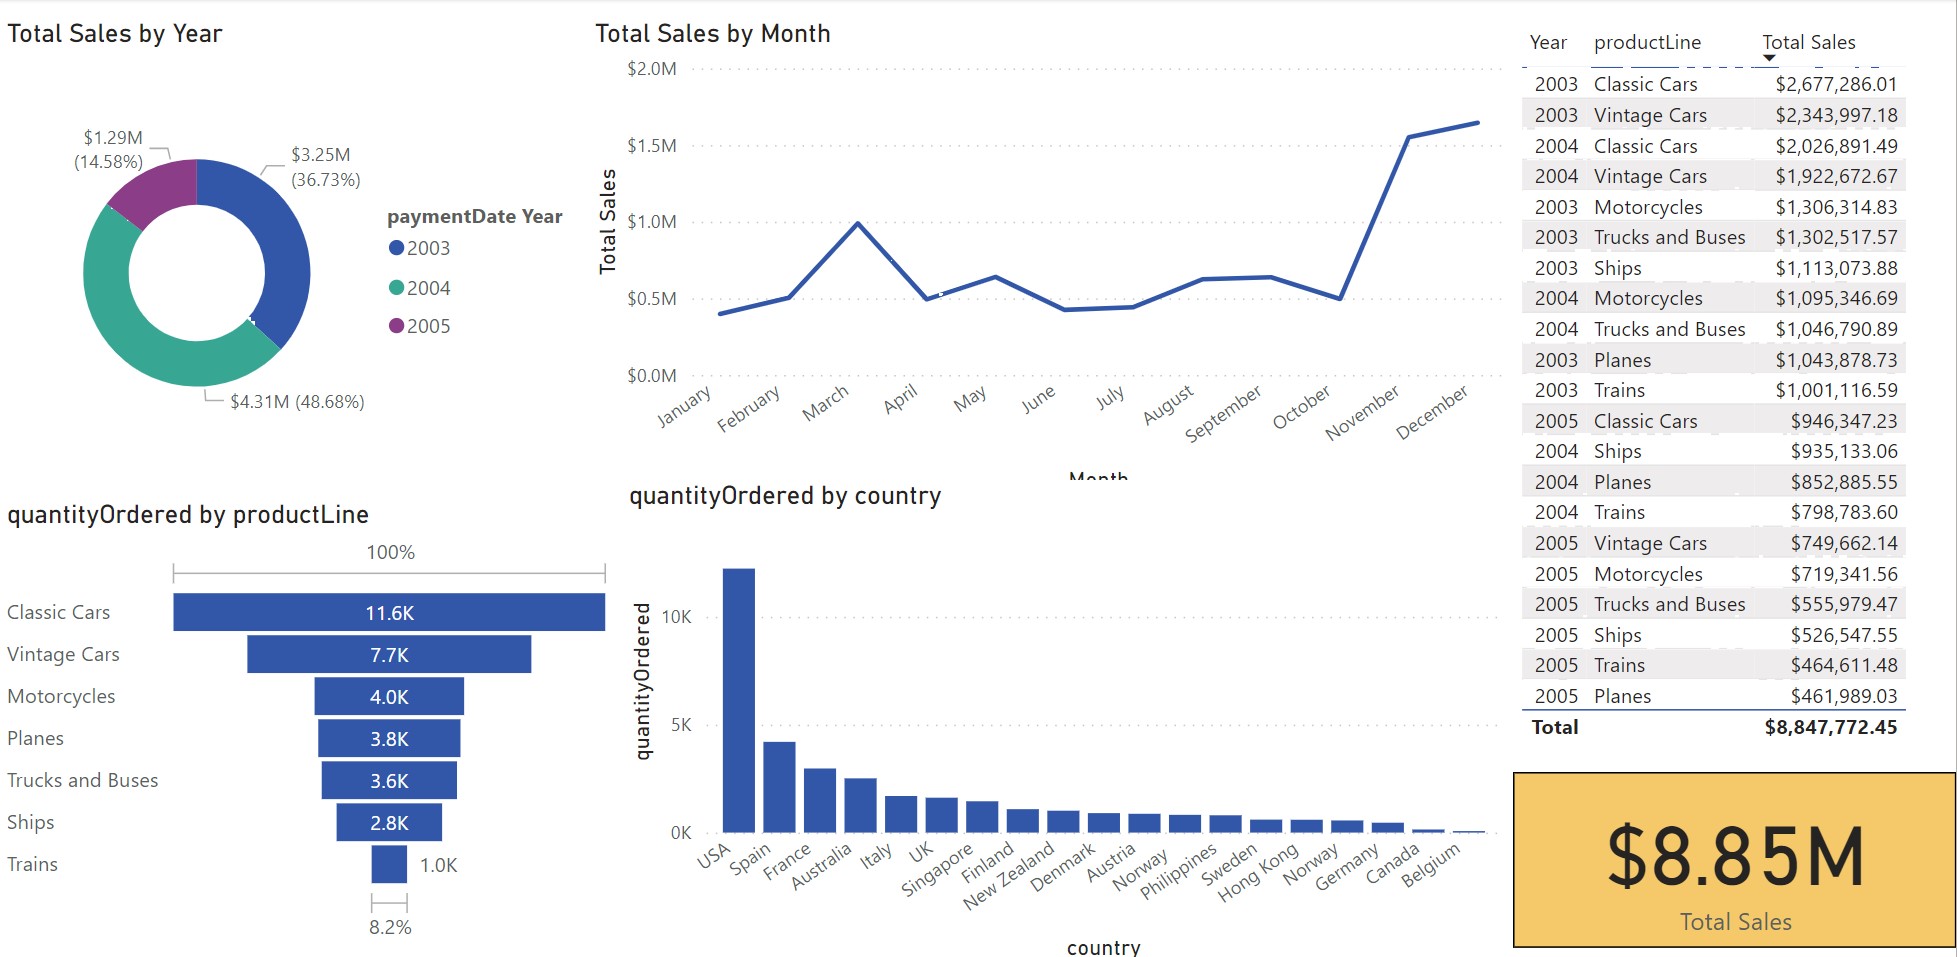 Total Sales by Year
$1.29M
(14.58%)
$3.25M
(36.73%)
$4.31M (48.68%)
paymentDate Year
2003
2004
2005
Total Sales by Month
Total Sales
$2.0M
$1.5M
$1.0M
$0.5M
$0.0M
January
February
March
April
May
June
July
August
September
October
November
December
Month
quantityOrdered by productLine
100%
Classic Cars 11.6K
Vintage Cars 7.7K
Motorcycles 4.0K
Planes 3.8K
Trucks and Buses 3.6K
Ships 2.8K
Trains 1.0K
8.2%
quantityOrdered by country
quantityOrdered
10K
5K
0K
USA
Spain
France
Australia
Italy
UK
Singapore
Finland
New Zealand
Denmark
Austria
Norway
Philippines
Sweden
Hong Kong
Norway
Germany
Canada
Belgium
country
Year productLine Total Sales
2003 Classic Cars $2,677,286.01
2003 Vintage Cars $2,343,997.18
2004 Classic Cars $2,026,891.49
2004 Vintage Cars $1,922,672.67
2003 Motorcycles $1,306,314.83
2003 Trucks and Buses $1,302,517.57
2003 Ships $1,113,073.88
2004 Motorcycles $1,095,346.69
2004 Trucks and Buses $1,046,790.89
2003 Planes $1,043,878.73
2003 Trains $1,001,116.59
2005 Classic Cars $946,347.23
2004 Ships $935,133.06
2004 Planes $852,885.55
2004 Trains $798,783.60
2005 Vintage Cars $749,662.14
2005 Motorcycles $719,341.56
2005 Trucks and Buses $555,979.47
2005 Ships $526,547.55
2005 Trains $464,611.48
2005 Planes $461,989.03
Total $8,847,772.45
$8.85M
Total Sales